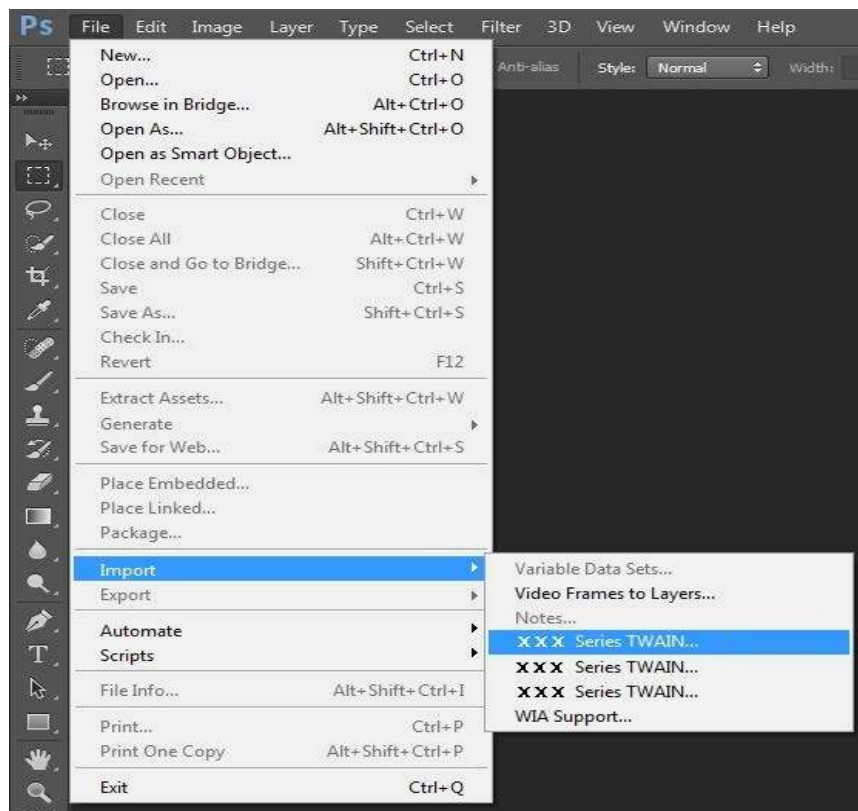 Ps File Edit Image Layer Type Select Filter 3D View Window Help
Anti-alias Style: Normal Width:
New... Ctrl+N
Open... Ctrl+O
Browse in Bridge... Alt+Ctrl+O
Open As... Alt+Shift+Ctrl+O
Open as Smart Object...
Open Recent
Close Ctrl+W
Close All Alt+Ctrl+W
Close and Go to Bridge... Shift+Ctrl+W
Save Ctrl+S
Save As... Shift+Ctrl+S
Check In...
Revert F12
Extract Assets... Alt+Shift+Ctrl+W
Generate
Save for Web... Alt+Shift+Ctrl+S
Place Embedded...
Place Linked...
Package...
Import
Export
Automate
Scripts
File Info... Alt+Shift+Ctrl+I
Print... Ctrl+P
Print One Copy Alt+Shift+Ctrl+P
Exit Ctrl+Q
Variable Data Sets...
Video Frames to Layers...
Notes...
XXX Series TWAIN...
XXX Series TWAIN...
XXX Series TWAIN...
WIA Support...
T